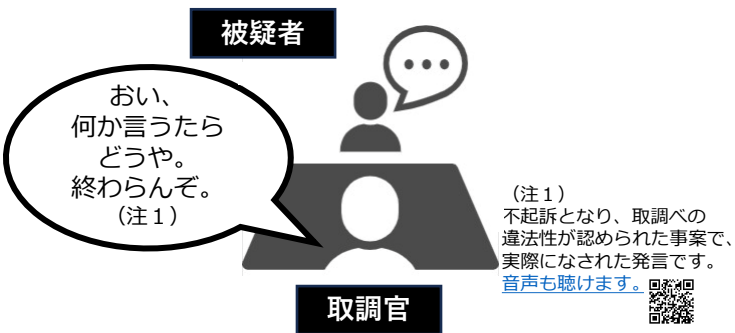 被疑者
おい、
何か言うたら
どうや。
終わらんぞ。
（注１）
（注１）
不起訴となり、取調べの
違法性が認められた事案で、
実際になされた発言です。
音声も聴けます。
取調官